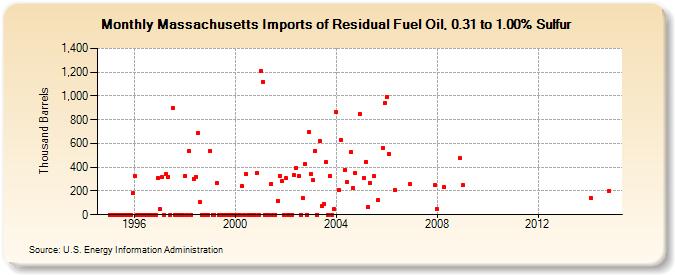 Monthly Massachusetts Imports of Residual Fuel Oil, 0.31 to 1.00% Sulfur
Thousand Barrels
1,400
1,200
1,000
800
600
400
200
0
1996 2000 2004 2008 2012
Source: U.S. Energy Information Administration